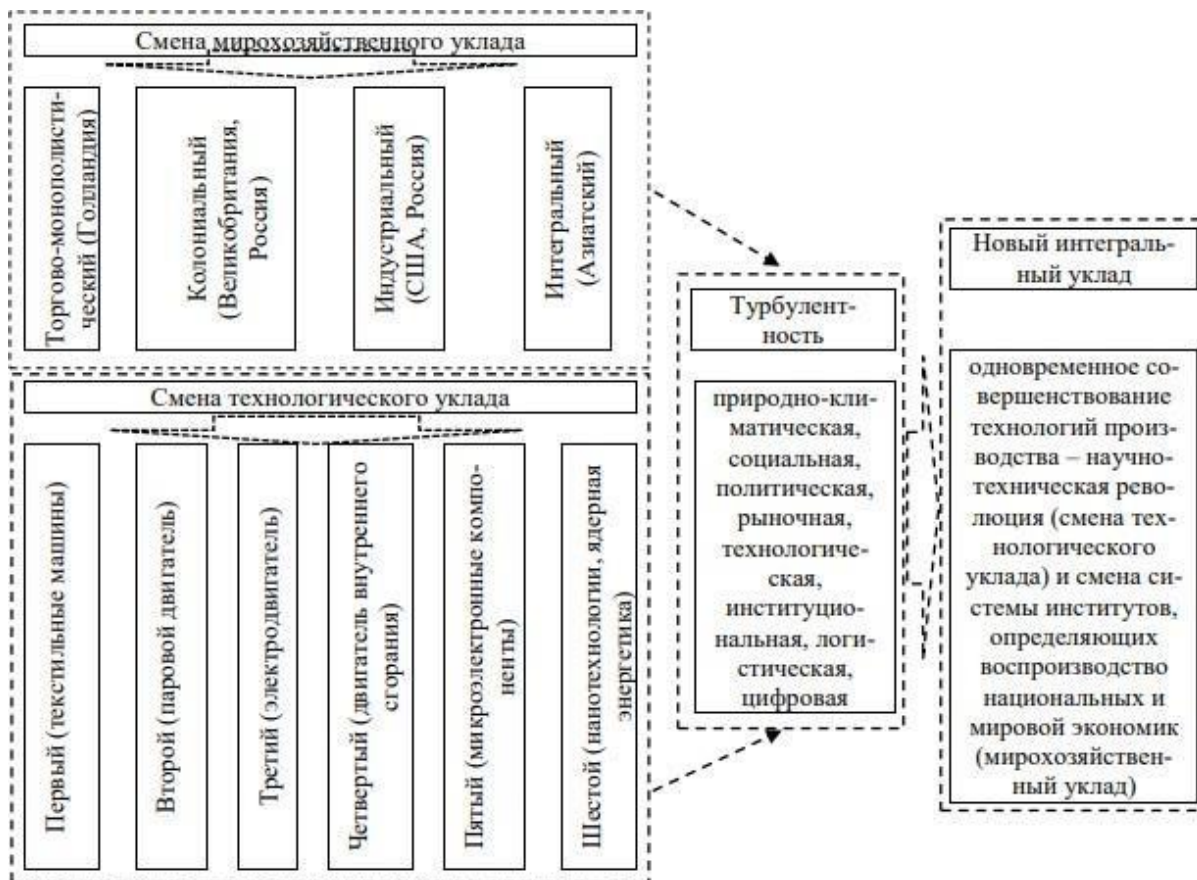 Смена мирохозяйственного уклада
Торгово-монополисти-
ческий (Голландия)
Колониальный
(Великобритания,
Россия)
Индустриальный
(США, Россия)
Интегральный
(Азиатский)
Смена технологического уклада
Первый (текстильные машины)
Второй (паровой двигатель)
Третий (электродвигатель)
Четвертый (двигатель внутреннего
сгорания)
Пятый (микроэлектронные компо-
ненты)
Шестой (нанотехнологии, ядерная
энергетика)
Турбулент-
ность
природно-кли-
матическая,
социальная,
политическая,
рыночная,
технологиче-
ская,
институцио-
нальная, логи-
стическая,
цифровая
Новый интеграль-
ный уклад
одновременное со-
вершенствование
технологий произ-
водства – научно-
техническая рево-
люция (смена тех-
нологического
уклада) и смена си-
стемы институтов,
определяющих
воспроизводство
национальных и
мировой экономик
(мирохозяйствен-
ный уклад)